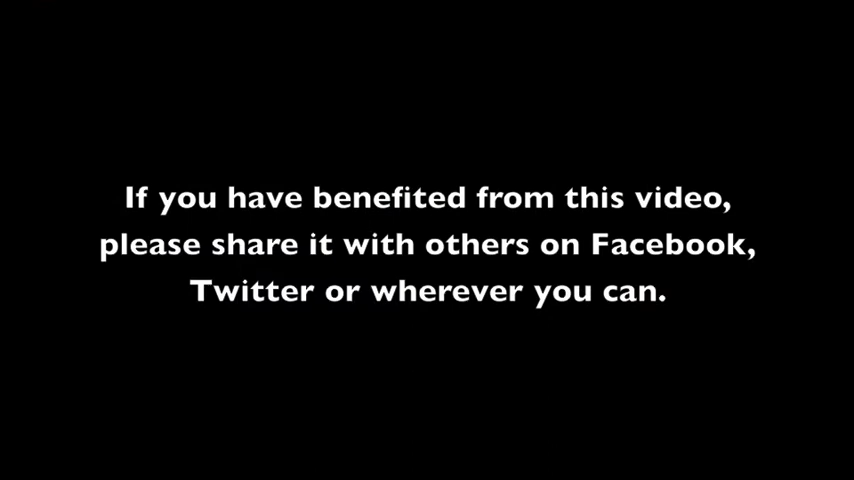 If you have benefited from this video,
please share it with others on Facebook,
Twitter or wherever you can.